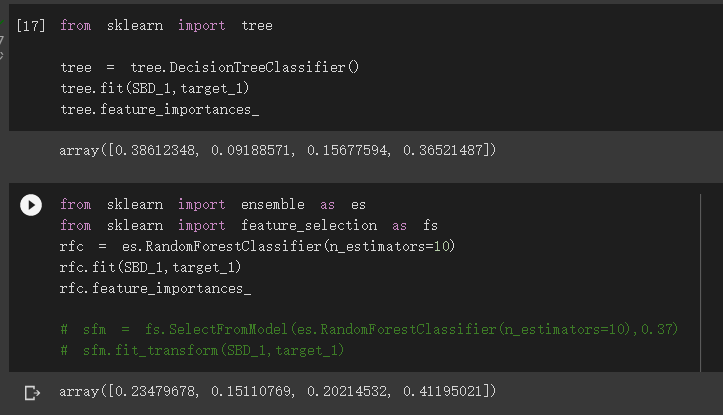 [17] from sklearn import tree
tree = tree.DecisionTreeClassifier()
tree.fit(SBD_1,target_1)
tree.feature_importances_
array([0.38612348, 0.09188571, 0.15677594, 0.36521487])
from sklearn import ensemble as es
from sklearn import feature_selection as fs
rfc = es.RandomForestClassifier(n_estimators=10)
rfc.fit(SBD_1,target_1)
rfc.feature_importances_
# sfm = fs.SelectFromModel(es.RandomForestClassifier(n_estimators=10),0.37)
# sfm.fit_transform(SBD_1,target_1)
array([0.23479678, 0.15110769, 0.20214532, 0.41195021])